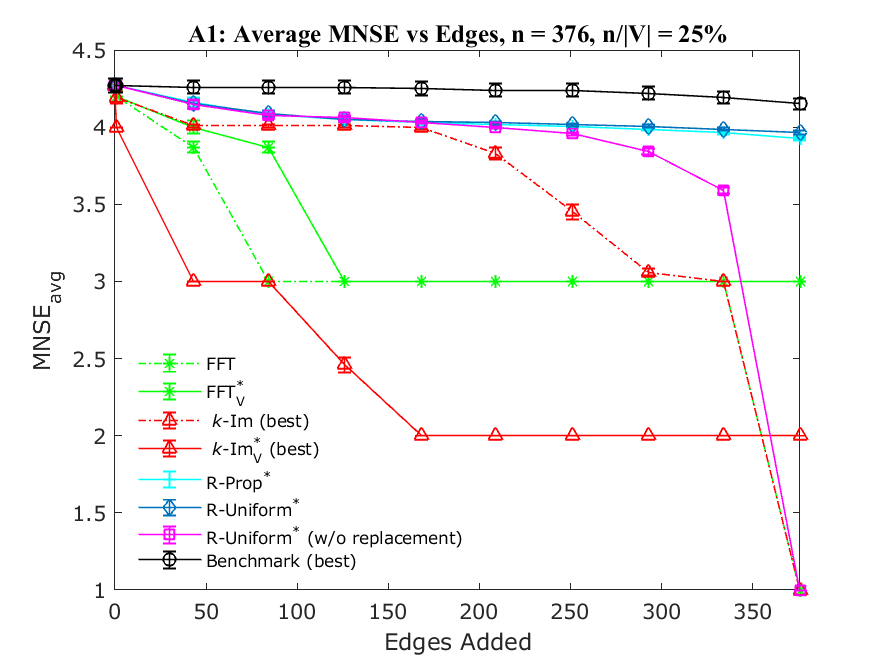 A1: Average MNSE vs Edges, n = 376, n/|V| = 25%
4.5
4
3.5
3
2.5
2
1.5
1
MNSE_avg
FFT
FFT*_V
k-Im (best)
k-Im*_V (best)
R-Prop*
R-Uniform*
R-Uniform* (w/o replacement)
Benchmark (best)
0 50 100 150 200 250 300 350
Edges Added